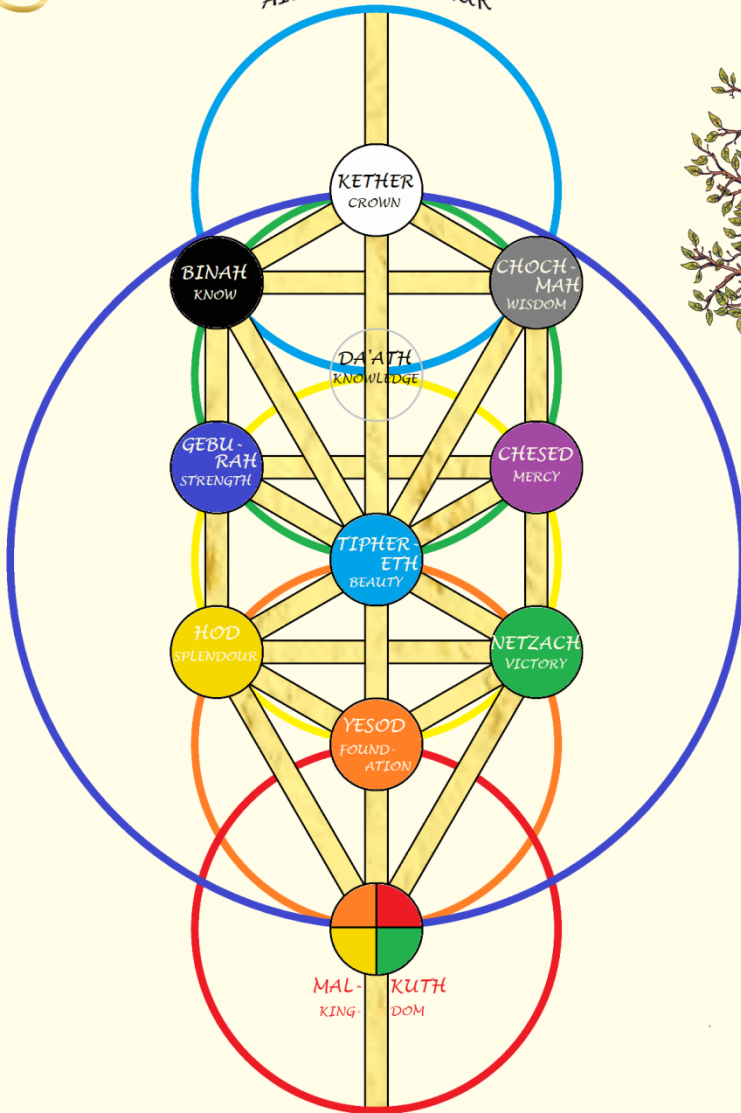 KETHER
CROWN
BINAH
KNOW
CHOCH-
MAH
WISDOM
DA'ATH
KNOWLEDGE
GEBU-
RAH
STRENGTH
CHESED
MERCY
TIPHER-
ETH
BEAUTY
HOD
SPLENDOUR
NETZACH
VICTORY
YESOD
FOUND-
ATION
MAL- KUTH
KING- DOM